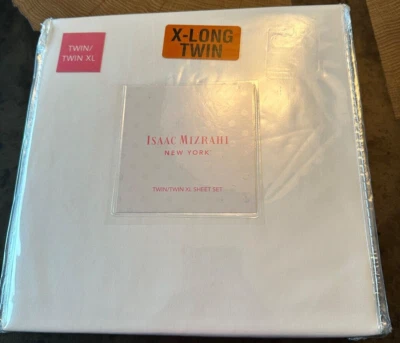 TWIN/
TWIN XL
X-LONG
TWIN
ISAAC MIZRAHI
NEW YORK
TWIN/TWIN XL SHEET SET